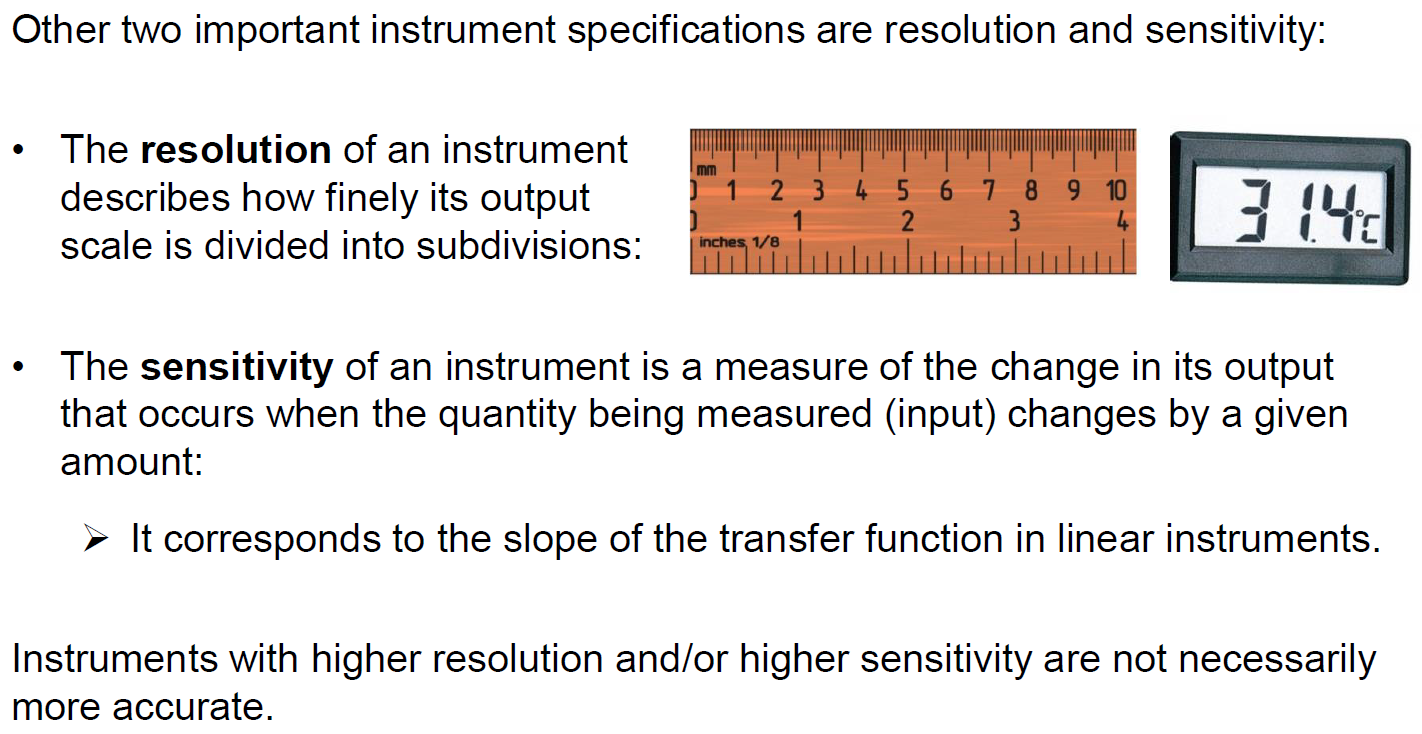 Other two important instrument specifications are resolution and sensitivity:
• The resolution of an instrument
describes how finely its output
scale is divided into subdivisions:
mm
0 1 2 3 4 5 6 7 8 9 10
0 1 2 3 4
inches, 1/8
31.4°C
• The sensitivity of an instrument is a measure of the change in its output
that occurs when the quantity being measured (input) changes by a given
amount:
➢ It corresponds to the slope of the transfer function in linear instruments.
Instruments with higher resolution and/or higher sensitivity are not necessarily
more accurate.